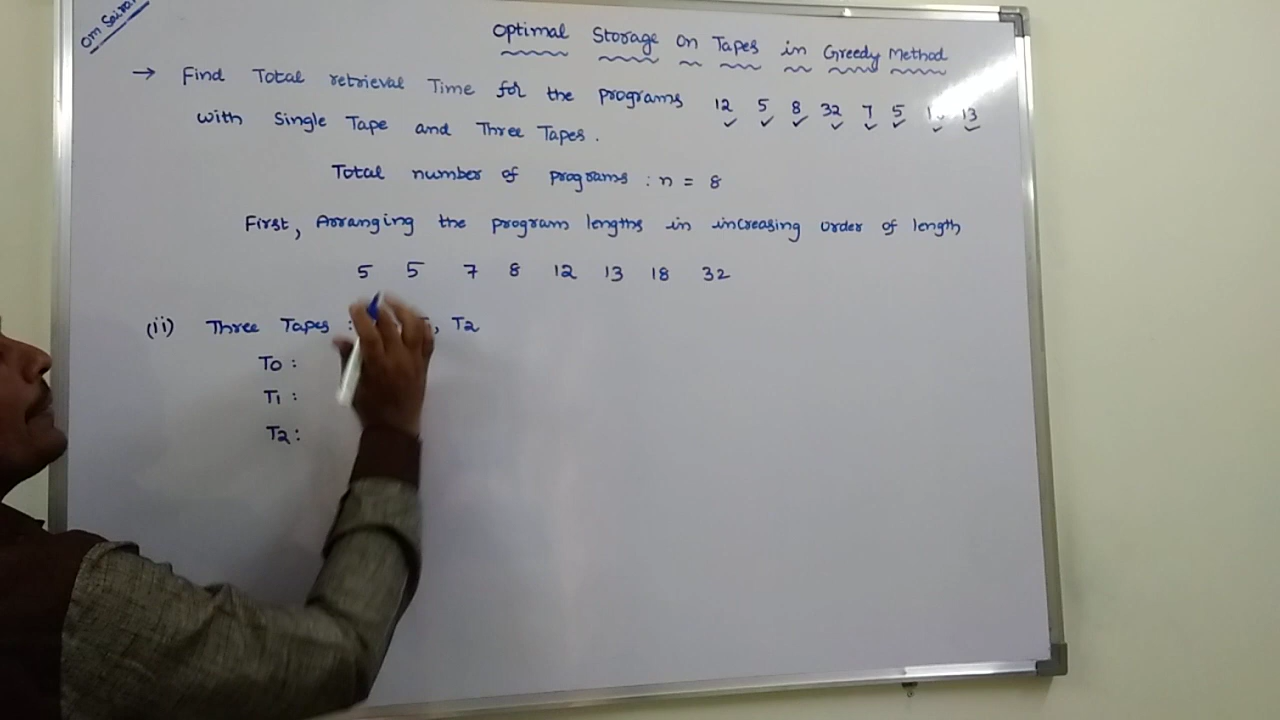 Om Saira
Optimal Storage on Tapes in Greedy Method
→ Find Total retrieval Time for the programs 12 5 8 32 7 5 1 13
with Single Tape and Three Tapes.
Total number of programs : n = 8
First, Arranging the program lengths in increasing order of length
5 5 7 8 12 13 18 32
(ii) Three Tapes : , T2
T0 :
T1 :
T2 :